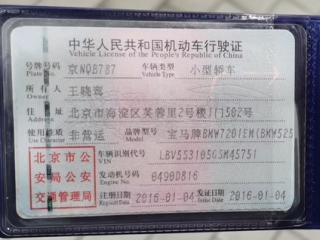 中华人民共和国机动车行驶证
Vehicle License of the People's Republic of China
号牌号码 京NQB787 车辆类型 小型轿车
Plate No. Vehicle Type
所有人 王晓骞
Owner
住址 北京市海淀区芙蓉里2号楼 门502号
Address
使用性质 非营运 品牌型号 宝马牌BMW7201EM(BMW525
Use Character Model
北京市公安局公安交通管理局
车辆识别代号 LBV5S3105GSM45751
VIN
发动机号码 0490D816
Engine No.
注册日期 2016-01-04 发证日期 2016-01-04
Register Date Issue Date